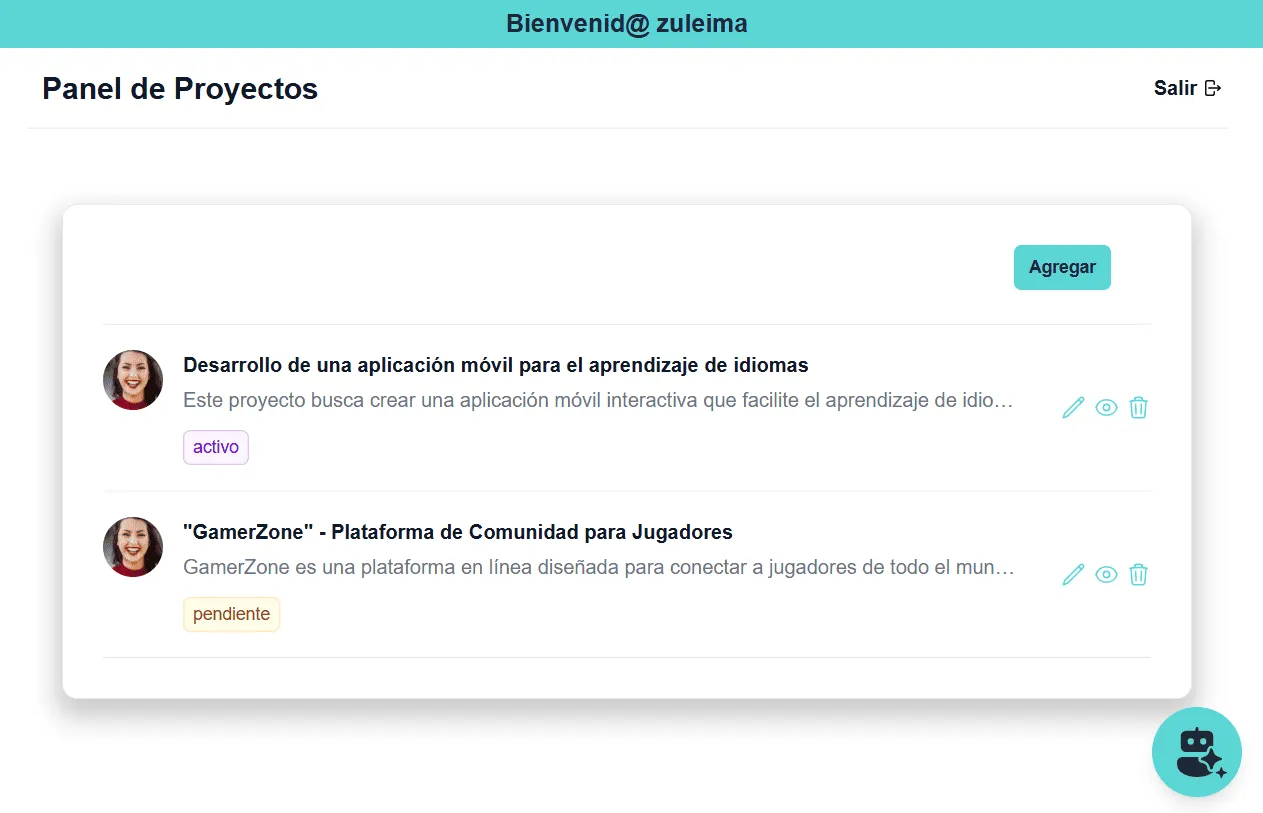 Bienvenid@ zuleima
Panel de Proyectos
Salir
Agregar
Desarrollo de una aplicación móvil para el aprendizaje de idiomas
Este proyecto busca crear una aplicación móvil interactiva que facilite el aprendizaje de idio…
activo
"GamerZone" - Plataforma de Comunidad para Jugadores
GamerZone es una plataforma en línea diseñada para conectar a jugadores de todo el mun…
pendiente